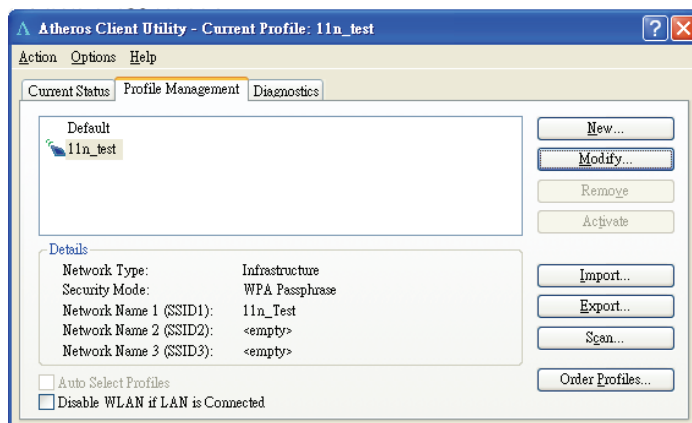 Atheros Client Utility - Current Profile: 11n_test
Action Options Help
Current Status Profile Management Diagnostics
Default
11n_test
New...
Modify...
Remove
Activate
Details
Network Type: Infrastructure
Security Mode: WPA Passphrase
Network Name 1 (SSID1): 11n_Test
Network Name 2 (SSID2): <empty>
Network Name 3 (SSID3): <empty>
Import...
Export...
Scan...
Auto Select Profiles
Order Profiles...
Disable WLAN if LAN is Connected